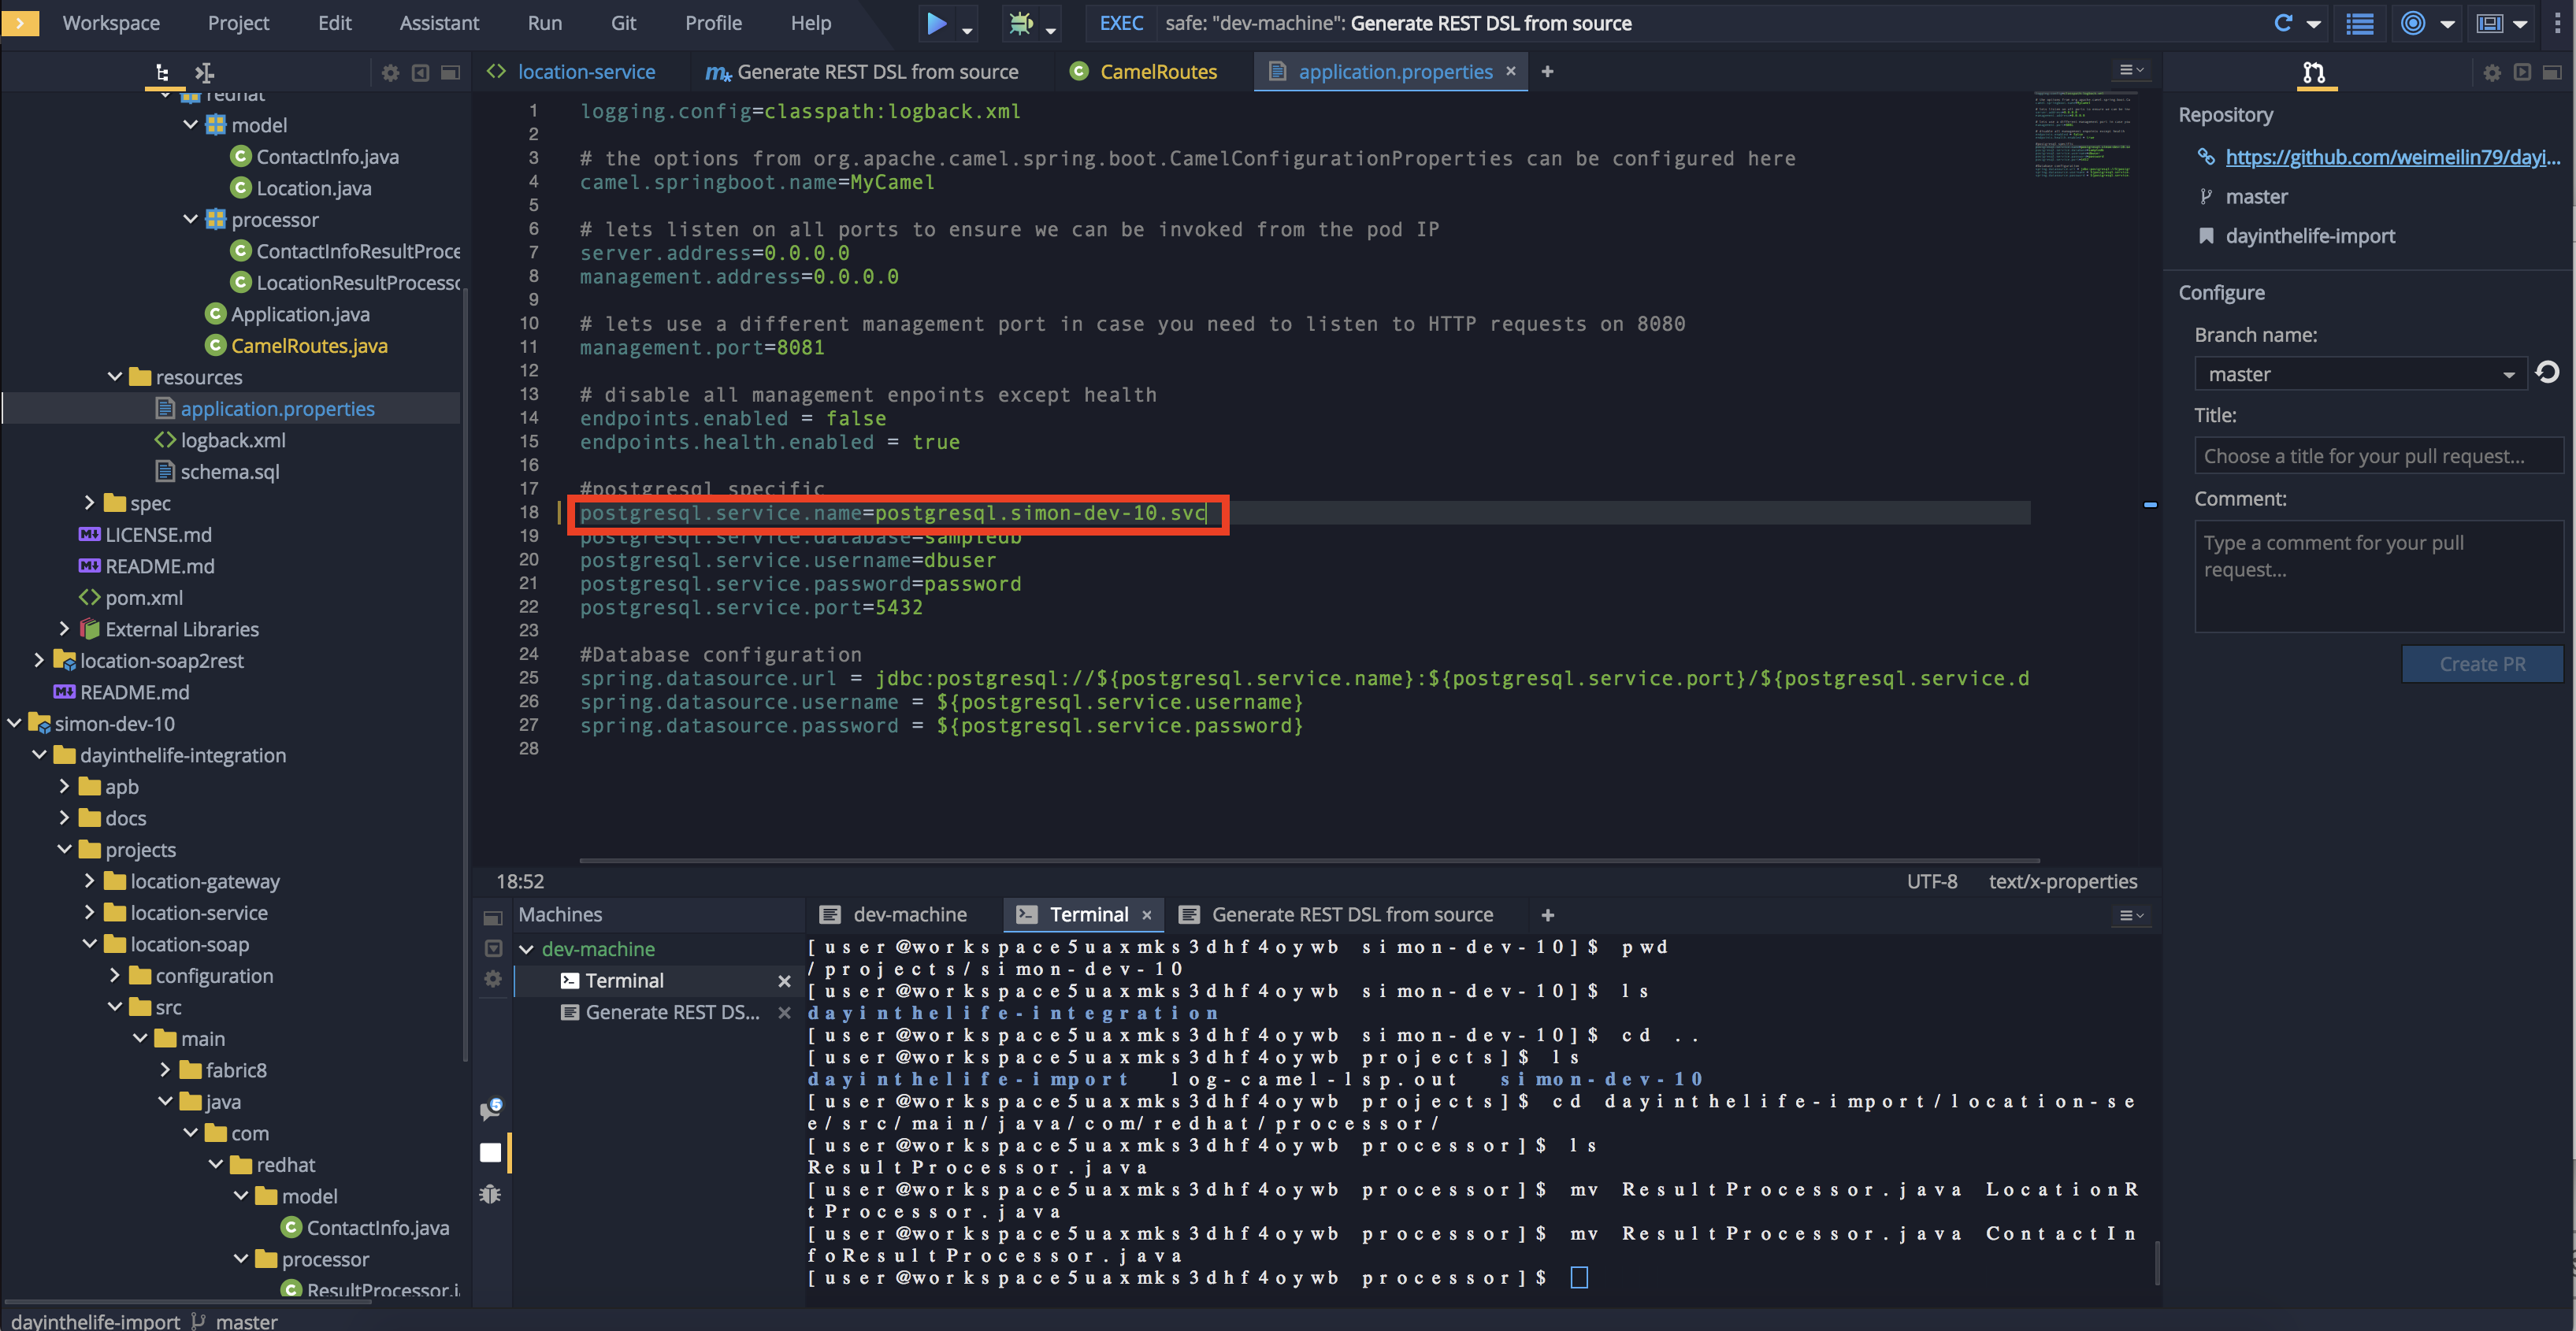 Workspace Project Edit Assistant Run Git Profile Help EXEC safe: "dev-machine": Generate REST DSL from source
location-service Generate REST DSL from source CamelRoutes application.properties
redhat
model
ContactInfo.java
Location.java
processor
ContactInfoResultProce
LocationResultProcesso
Application.java
CamelRoutes.java
resources
application.properties
logback.xml
schema.sql
spec
LICENSE.md
README.md
pom.xml
External Libraries
location-soap2rest
README.md
simon-dev-10
dayinthelife-integration
apb
docs
projects
location-gateway
location-service
location-soap
configuration
src
main
fabric8
java
com
redhat
model
ContactInfo.java
processor
ResultProcessor.j
dayinthelife-import master
1 logging.config=classpath:logback.xml
2
3 # the options from org.apache.camel.spring.boot.CamelConfigurationProperties can be configured here
4 camel.springboot.name=MyCamel
5
6 # lets listen on all ports to ensure we can be invoked from the pod IP
7 server.address=0.0.0.0
8 management.address=0.0.0.0
9
10 # lets use a different management port in case you need to listen to HTTP requests on 8080
11 management.port=8081
12
13 # disable all management enpoints except health
14 endpoints.enabled = false
15 endpoints.health.enabled = true
16
17 #postgresql specific
18 postgresql.service.name=postgresql.simon-dev-10.svc
19 postgresql.service.database=sampledb
20 postgresql.service.username=dbuser
21 postgresql.service.password=password
22 postgresql.service.port=5432
23
24 #Database configuration
25 spring.datasource.url = jdbc:postgresql://${postgresql.service.name}:${postgresql.service.port}/${postgresql.service.d
26 spring.datasource.username = ${postgresql.service.username}
27 spring.datasource.password = ${postgresql.service.password}
28
18:52 UTF-8 text/x-properties
Machines
dev-machine
Terminal
Generate REST DS...
5
dev-machine Terminal Generate REST DSL from source
[user@workspace5uaxmks3dhf4oywb simon-dev-10]$ pwd
/projects/simon-dev-10
[user@workspace5uaxmks3dhf4oywb simon-dev-10]$ ls
dayinthelife-integration
[user@workspace5uaxmks3dhf4oywb simon-dev-10]$ cd ..
[user@workspace5uaxmks3dhf4oywb projects]$ ls
dayinthelife-import log-camel-lsp.out simon-dev-10
[user@workspace5uaxmks3dhf4oywb projects]$ cd dayinthelife-import/location-se
e/src/main/java/com/redhat/processor/
[user@workspace5uaxmks3dhf4oywb processor]$ ls
ResultProcessor.java
[user@workspace5uaxmks3dhf4oywb processor]$ mv ResultProcessor.java LocationR
tProcessor.java
[user@workspace5uaxmks3dhf4oywb processor]$ mv ResultProcessor.java ContactIn
foResultProcessor.java
[user@workspace5uaxmks3dhf4oywb processor]$
Repository
https://github.com/weimeilin79/dayi...
master
dayinthelife-import
Configure
Branch name:
master
Title:
Choose a title for your pull request...
Comment:
Type a comment for your pull
request...
Create PR